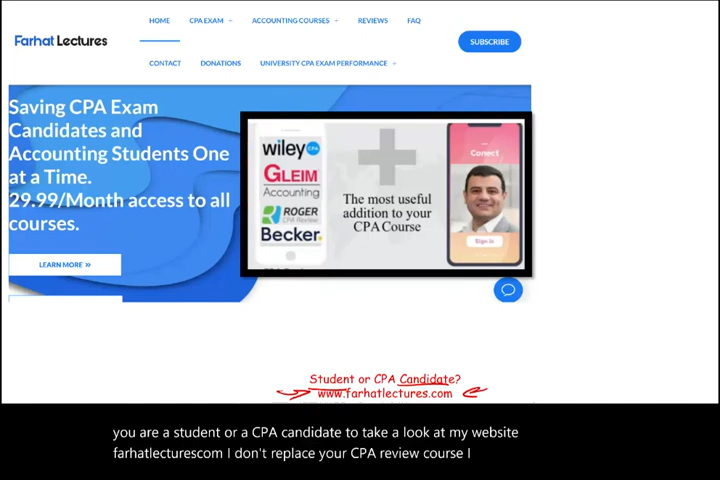 HOME CPA EXAM ACCOUNTING COURSES REVIEWS FAQ
Farhat Lectures
SUBSCRIBE
CONTACT DONATIONS UNIVERSITY CPA EXAM PERFORMANCE
Saving CPA Exam
Candidates and
Accounting Students One
at a Time.
29.99/Month access to all
courses.
LEARN MORE »
wiley CPA
GLEIM
Accounting
ROGER
CPA Review
Becker.
The most useful
addition to your
CPA Course
Conect
Sign in
Student or CPA Candidate?
www.farhatlectures.com
you are a student or a CPA candidate to take a look at my website
farhatlecturescom I don't replace your CPA review course I